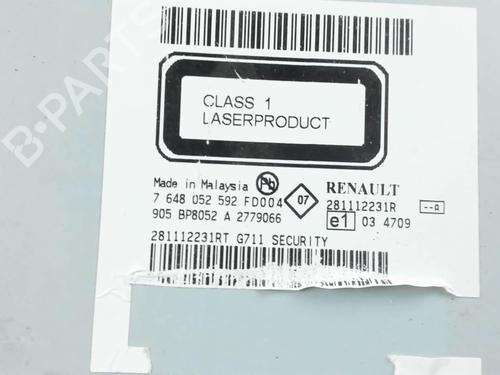 B-PARTS
CLASS 1
LASERPRODUCT
Made in Malaysia Pb
7 648 052 592 FD004 07
905 BP8052 A 2779066
RENAULT
281112231R --A
e1 03 4709
281112231RT G711 SECURITY